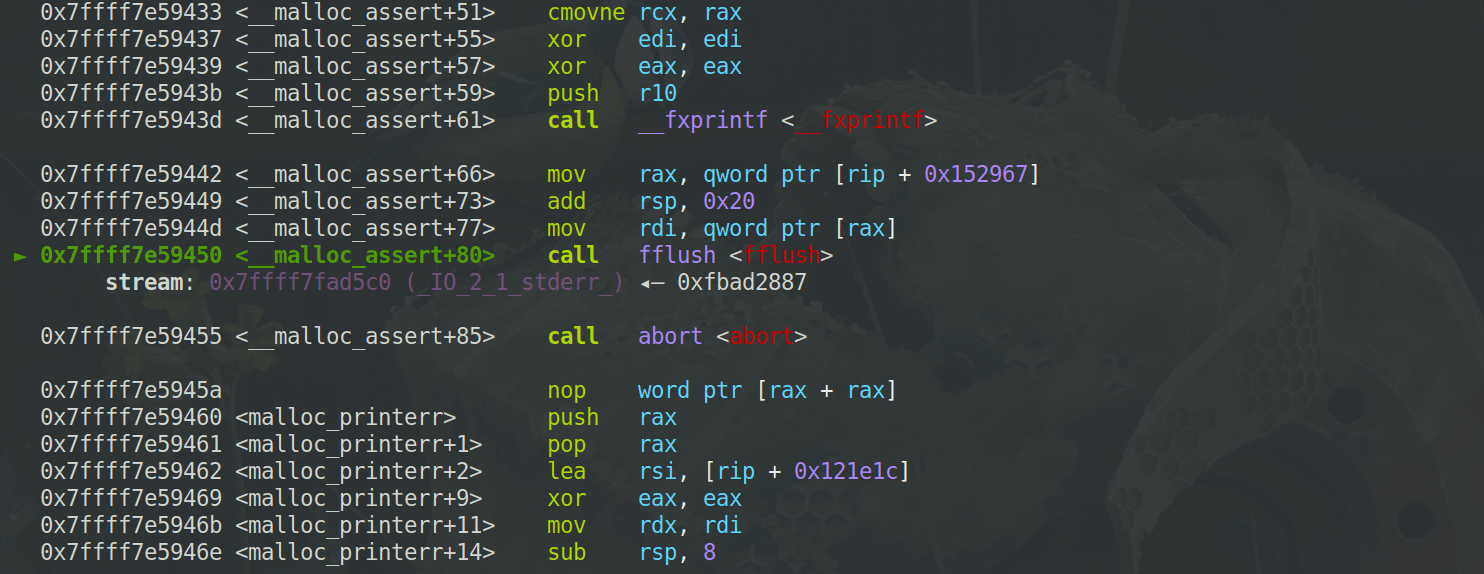 0x7ffff7e59433 <__malloc_assert+51> cmovne rcx, rax
0x7ffff7e59437 <__malloc_assert+55> xor edi, edi
0x7ffff7e59439 <__malloc_assert+57> xor eax, eax
0x7ffff7e5943b <__malloc_assert+59> push r10
0x7ffff7e5943d <__malloc_assert+61> call __fxprintf <__fxprintf>
0x7ffff7e59442 <__malloc_assert+66> mov rax, qword ptr [rip + 0x152967]
0x7ffff7e59449 <__malloc_assert+73> add rsp, 0x20
0x7ffff7e5944d <__malloc_assert+77> mov rdi, qword ptr [rax]
► 0x7ffff7e59450 <__malloc_assert+80> call fflush <fflush>
stream: 0x7ffff7fad5c0 (_IO_2_1_stderr_) ◂— 0xfbad2887
0x7ffff7e59455 <__malloc_assert+85> call abort <abort>
0x7ffff7e5945a nop word ptr [rax + rax]
0x7ffff7e59460 <malloc_printerr> push rax
0x7ffff7e59461 <malloc_printerr+1> pop rax
0x7ffff7e59462 <malloc_printerr+2> lea rsi, [rip + 0x121e1c]
0x7ffff7e59469 <malloc_printerr+9> xor eax, eax
0x7ffff7e5946b <malloc_printerr+11> mov rdx, rdi
0x7ffff7e5946e <malloc_printerr+14> sub rsp, 8